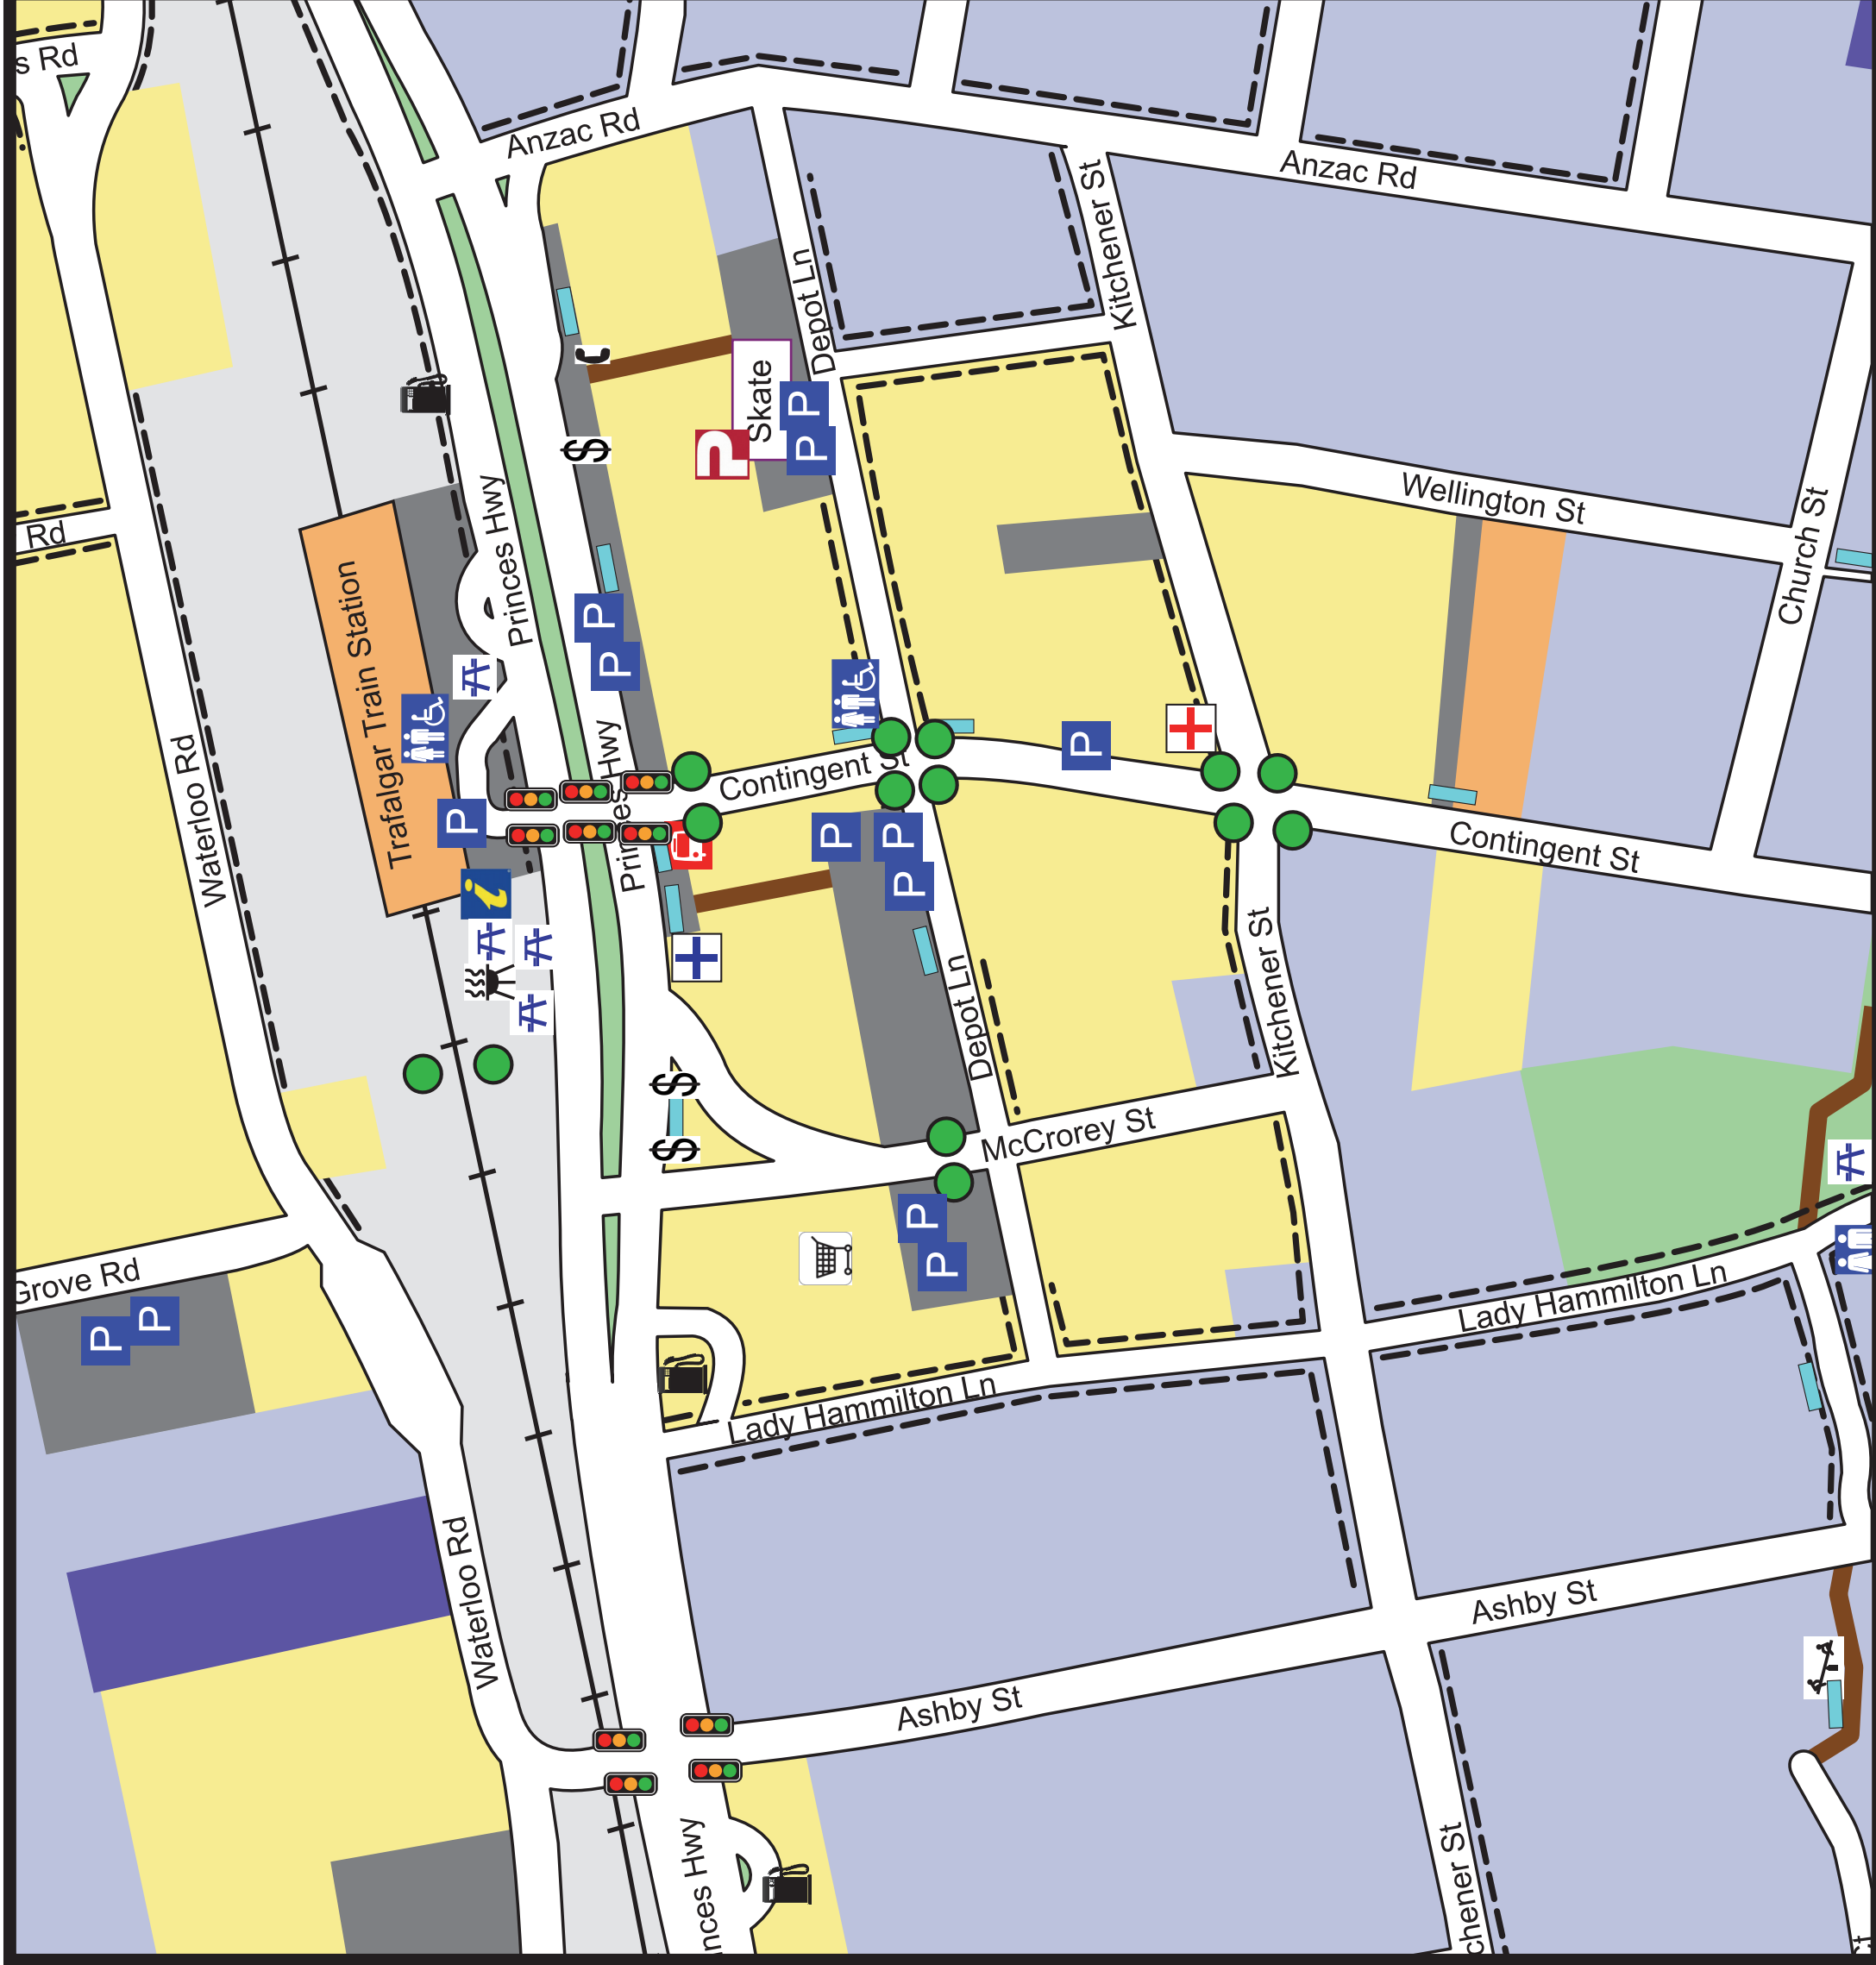 s Rd
Anzac Rd
Anzac Rd
Kitchener St
Depot Ln
Skate
P
P
P
$
Rd
Princes Hwy
Wellington St
Church St
Trafalgar Train Station
P
P
Waterloo Rd
Princes Hwy
Contingent St
P
P
P
P
P
Contingent St
i
Kitchener St
Depot Ln
$
$
McCrorey St
P
P
Grove Rd
P
P
Lady Hammilton Ln
Lady Hammilton Ln
Waterloo Rd
Ashby St
Ashby St
nces Hwy
chener St